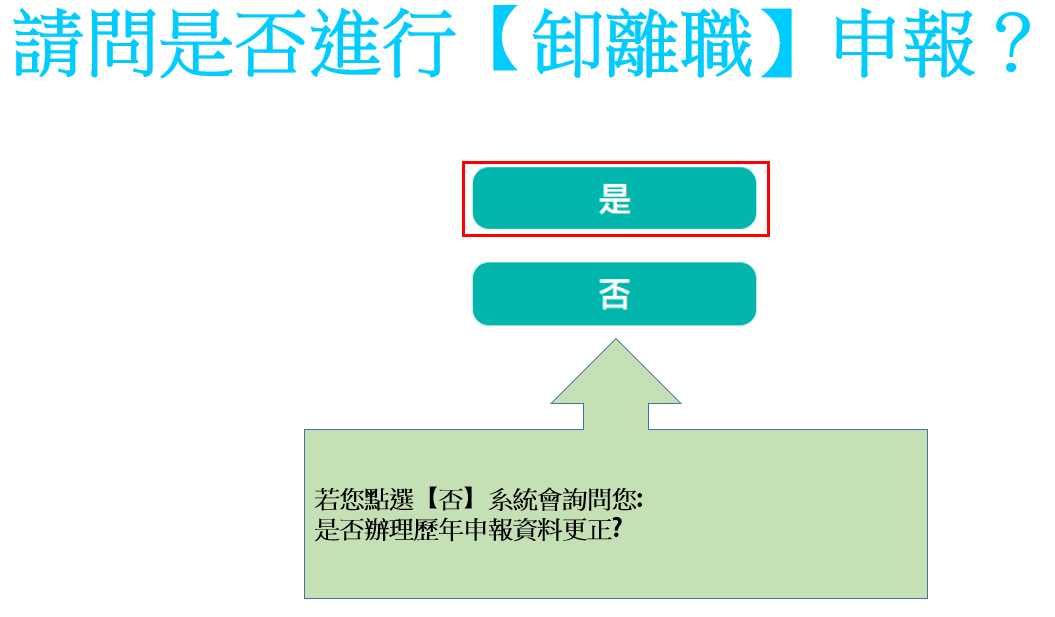 請問是否進行【卸離職】申報？
是
否
若您點選【否】系統會詢問您:
是否辦理歷年申報資料更正?